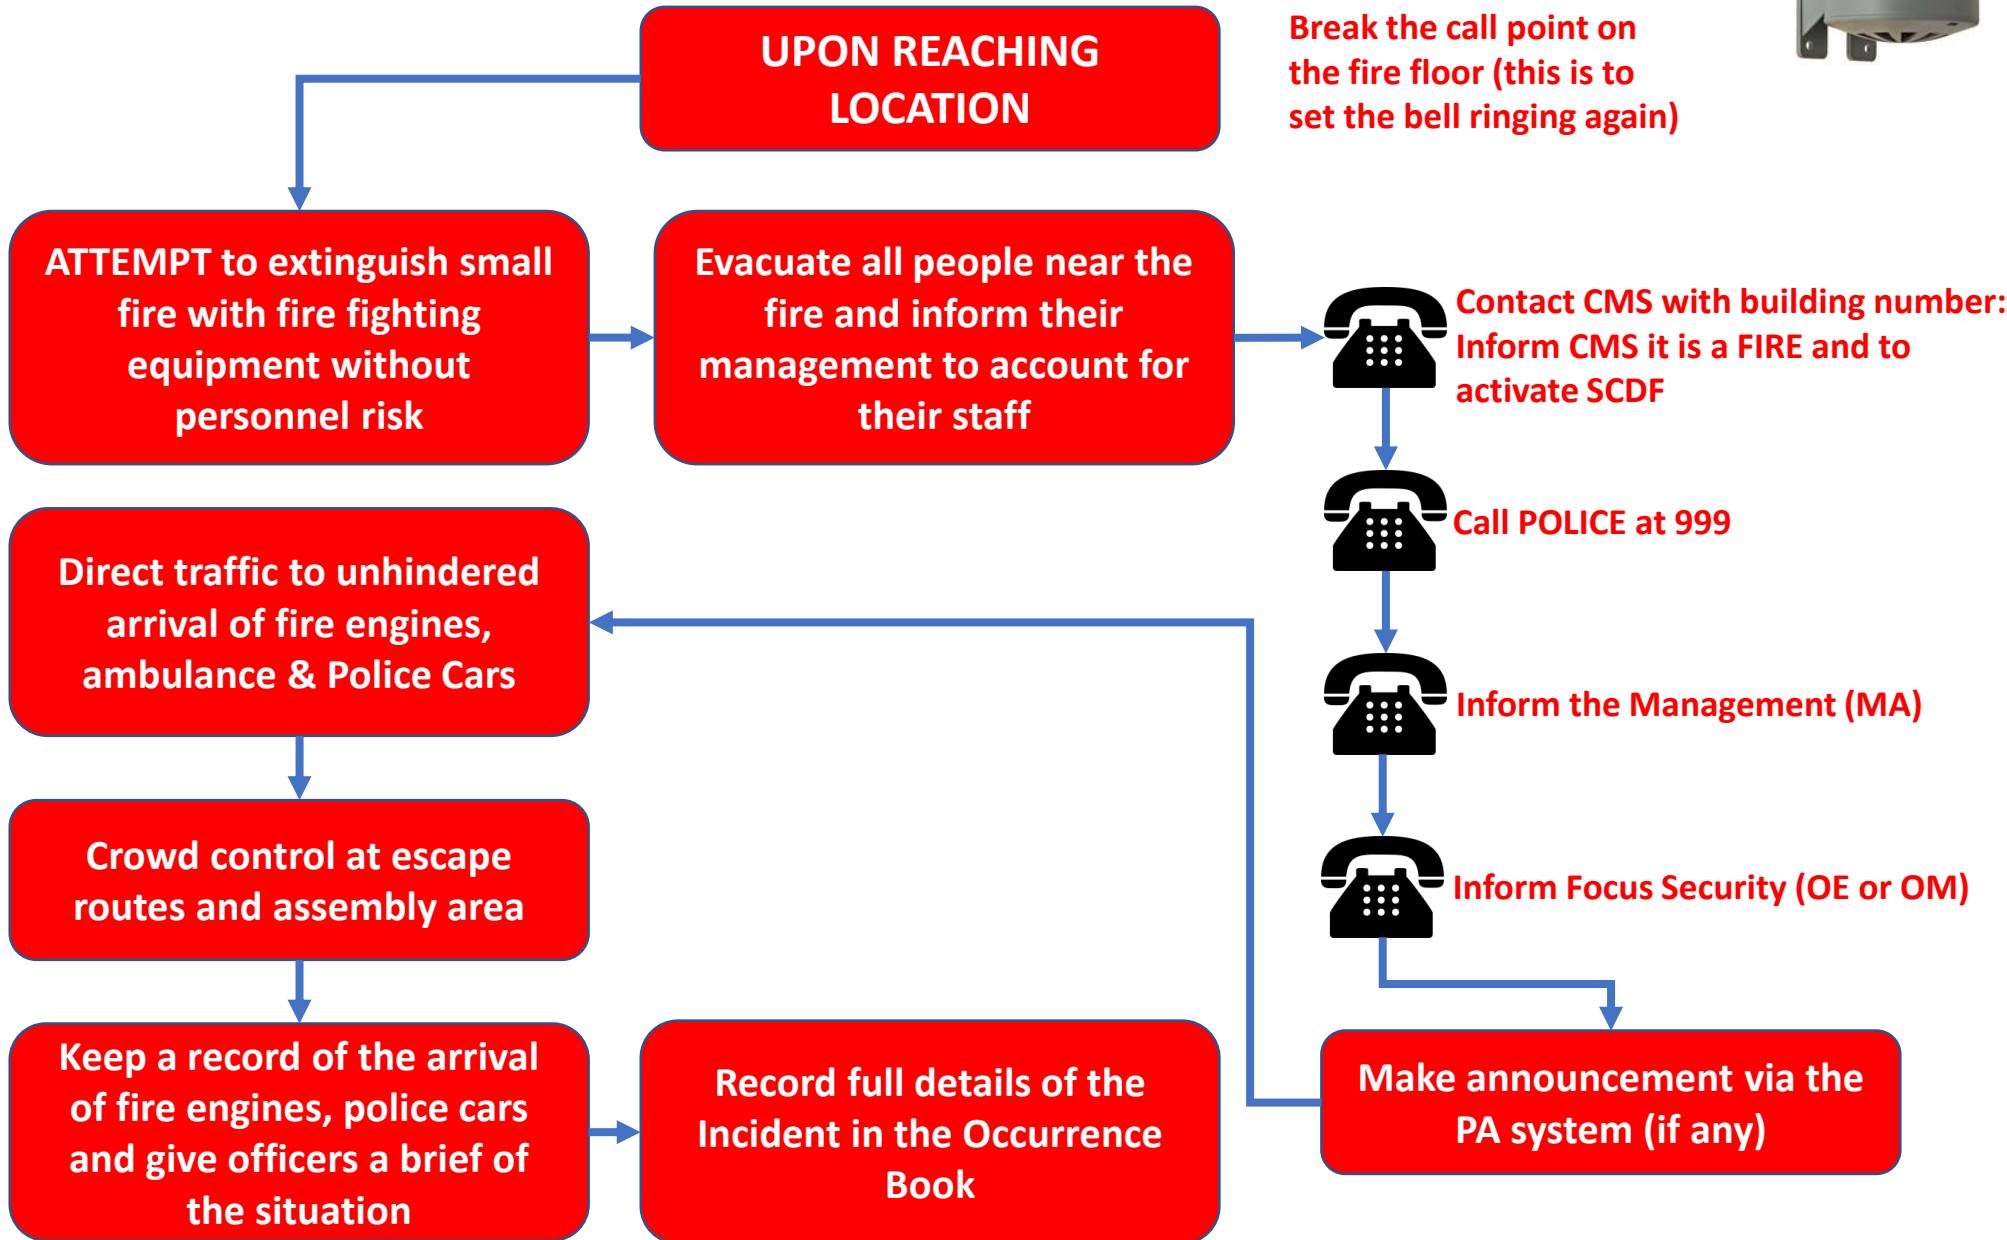 UPON REACHING
LOCATION
Break the call point on
the fire floor (this is to
set the bell ringing again)
ATTEMPT to extinguish small
fire with fire fighting
equipment without
personnel risk
Evacuate all people near the
fire and inform their
management to account for
their staff
Contact CMS with building number:
Inform CMS it is a FIRE and to
activate SCDF
Call POLICE at 999
Inform the Management (MA)
Inform Focus Security (OE or OM)
Make announcement via the
PA system (if any)
Direct traffic to unhindered
arrival of fire engines,
ambulance & Police Cars
Crowd control at escape
routes and assembly area
Keep a record of the arrival
of fire engines, police cars
and give officers a brief of
the situation
Record full details of the
Incident in the Occurrence
Book